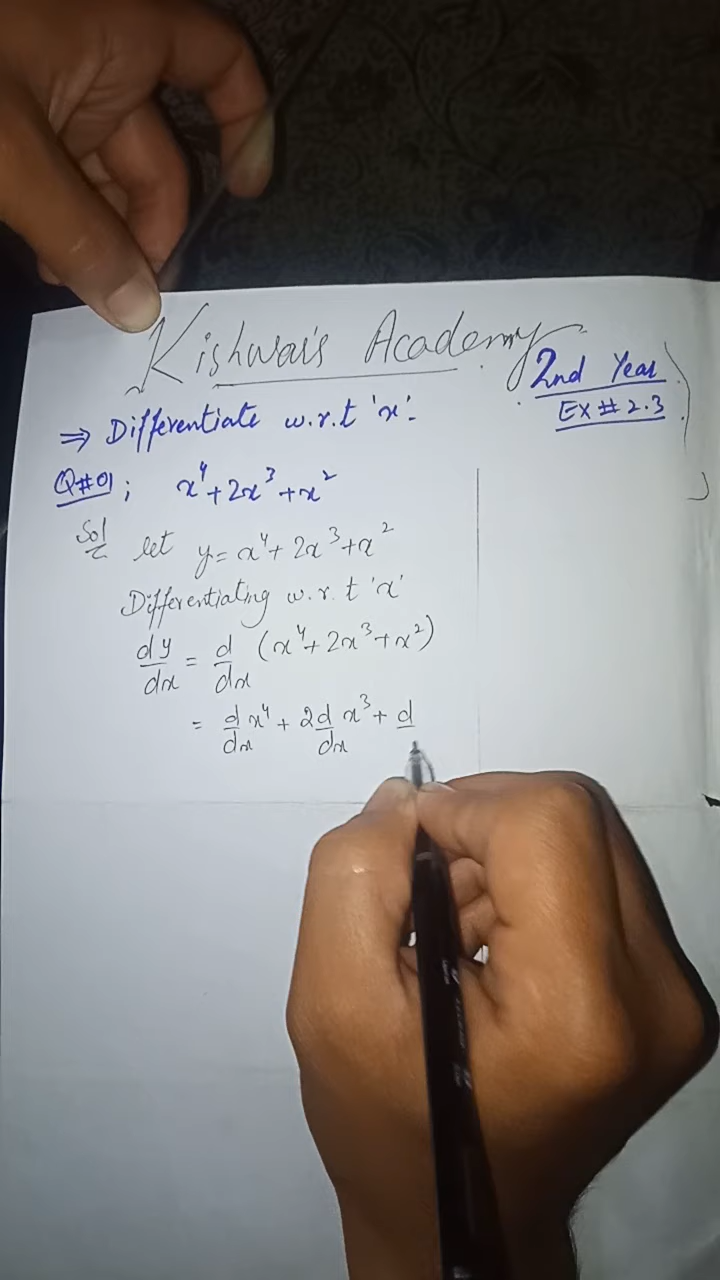 Kishwar's Academy
2nd Year
EX # 2.3
⇒ Differentiate w.r.t 'x'.
Q#01; x⁴+2x³+x²
Sol let y= x⁴+2x³+x²
Differentiating w.r.t 'x'
dy/dx = d/dx (x⁴+2x³+x²)
= d/dx x⁴ + 2d/dx x³ + d